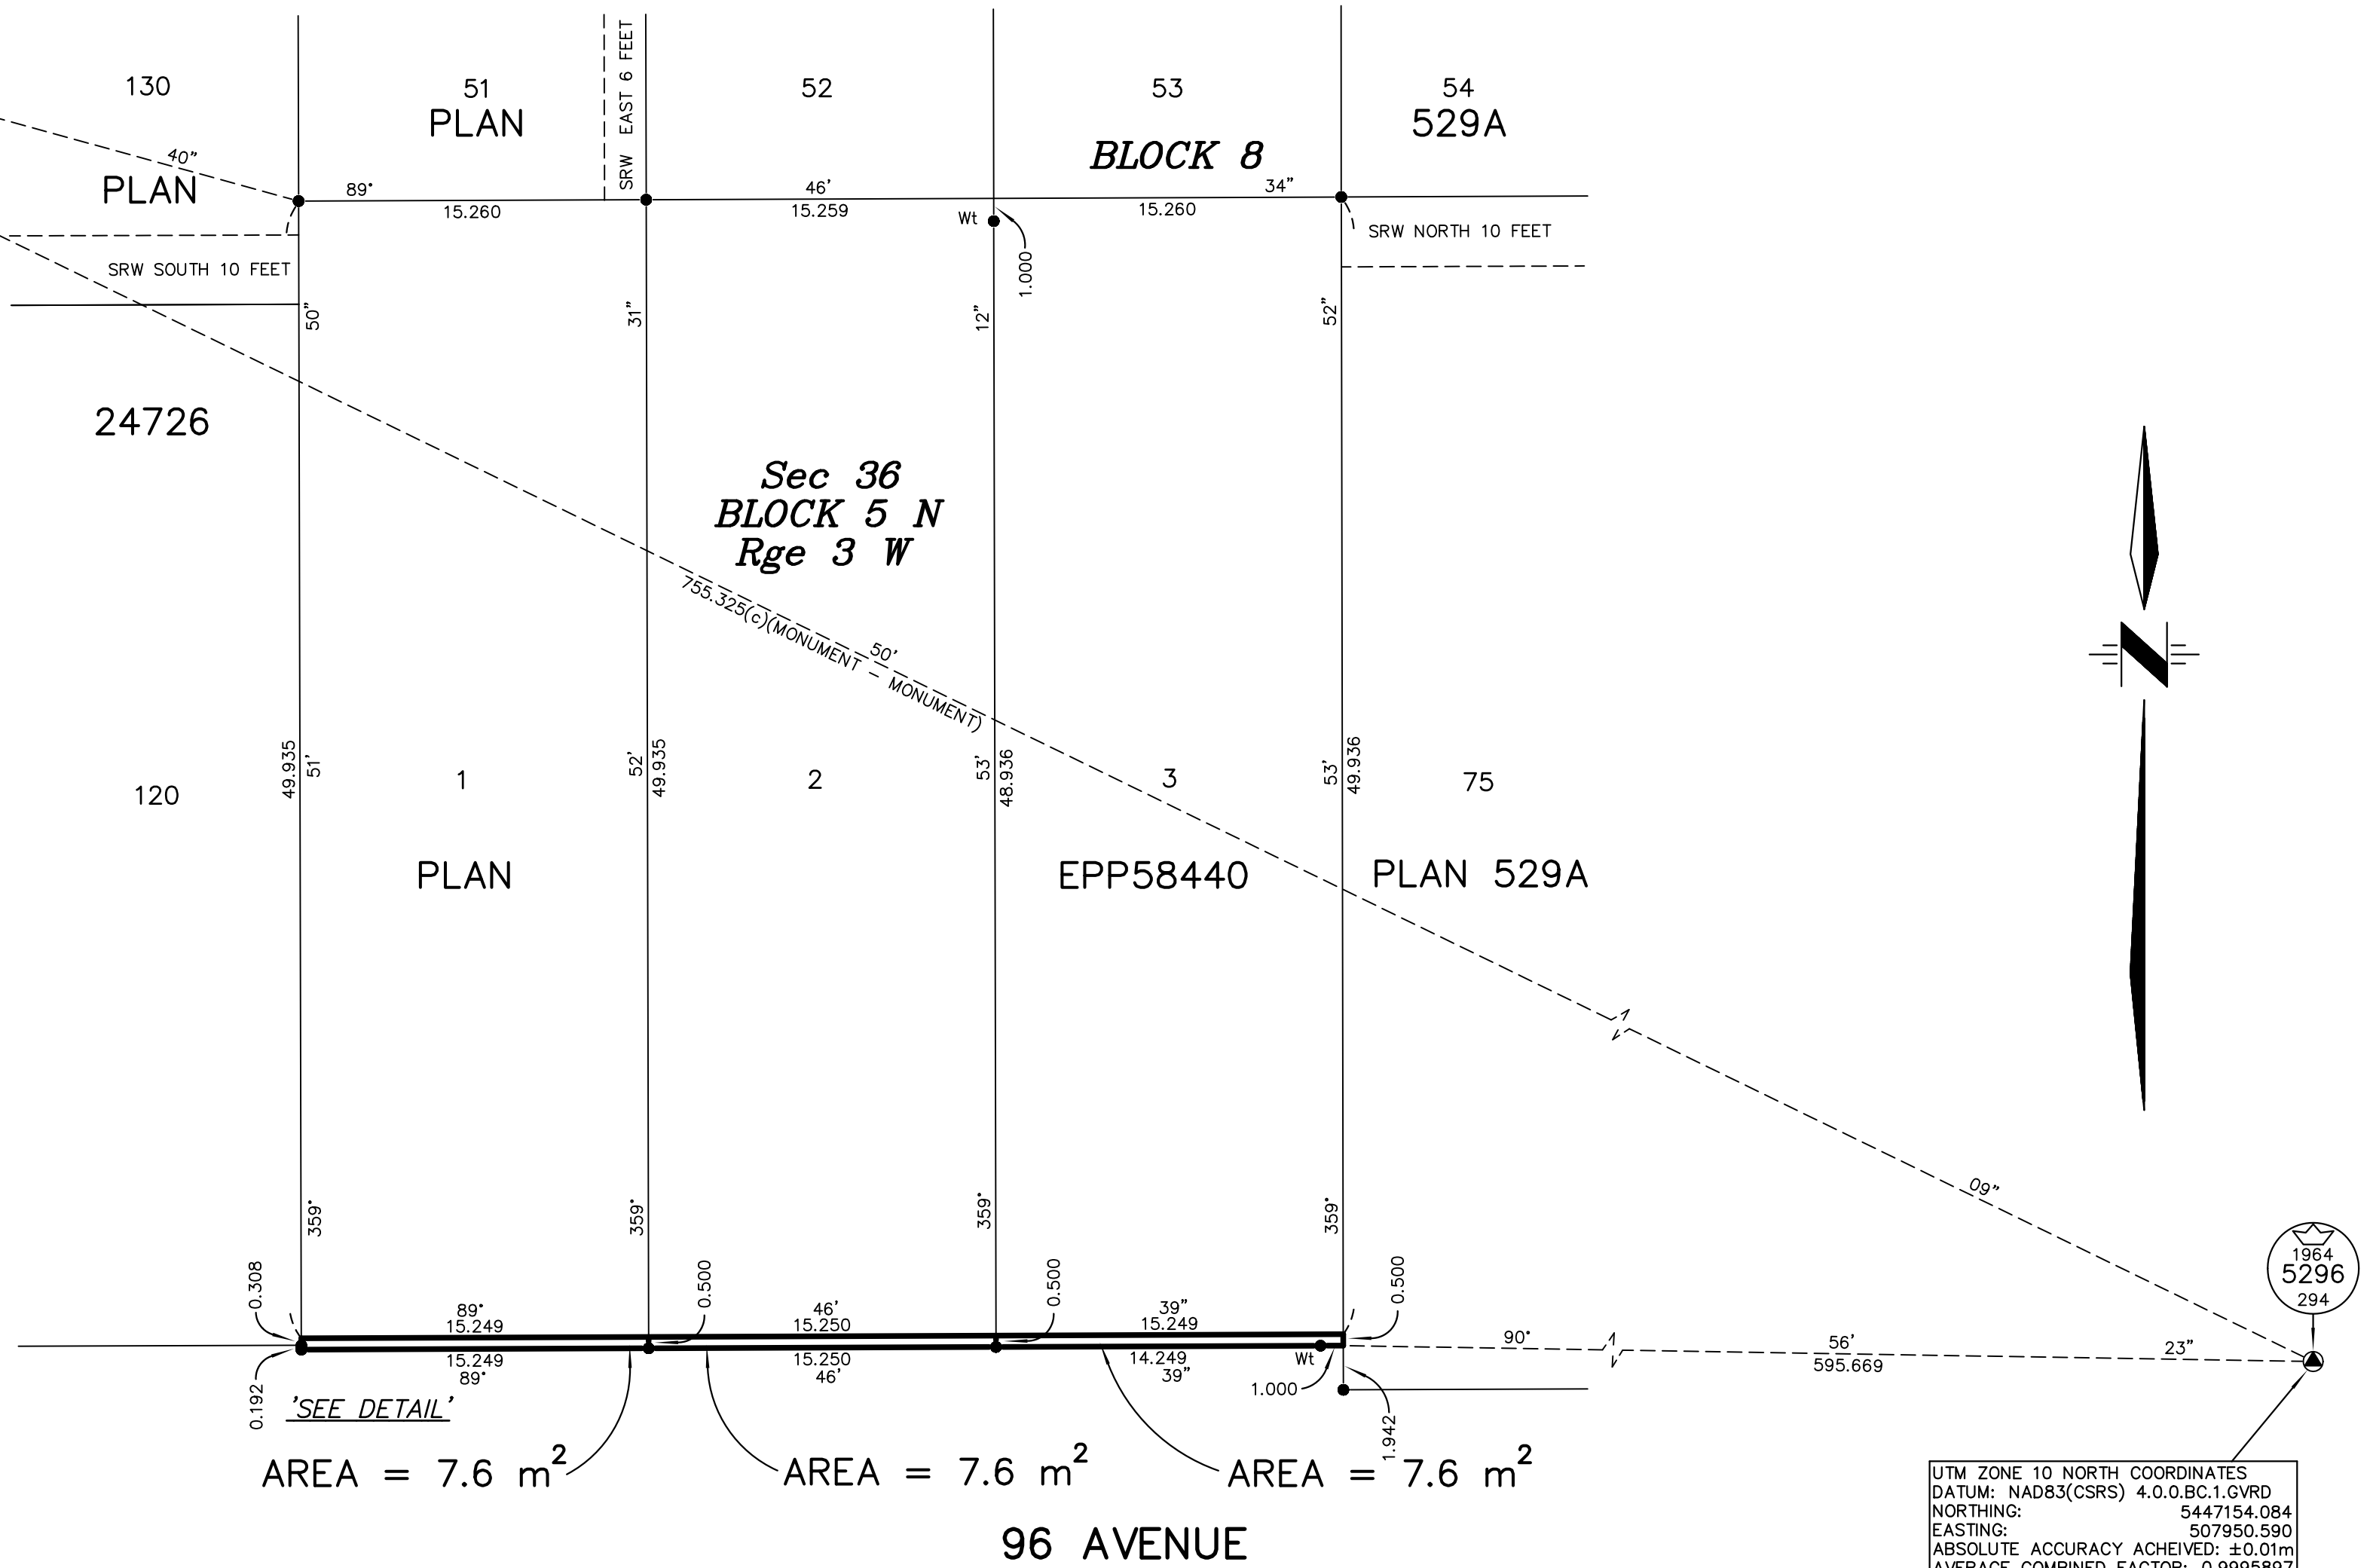 130
51
PLAN
SRW EAST 6 FEET
52
53
BLOCK 8
54
529A
40”
PLAN
89°
15.260
46’
15.259
34”
15.260
Wt
1.000
SRW NORTH 10 FEET
SRW SOUTH 10 FEET
50”
31”
12”
52”
24726
Sec 36
BLOCK 5 N
Rge 3 W
755.325(c)(MONUMENT - MONUMENT)
50’
49.935
51’
52’
49.935
53’
48.936
53’
49.936
120
1
2
3
75
PLAN
EPP58440
PLAN 529A
359°
359°
359°
359°
09”
1964
5296
294
0.308
0.500
0.500
0.500
89°
15.249
46’
15.250
39”
15.249
90°
56’
595.669
23”
15.249
89°
15.250
46’
14.249
39”
Wt
1.000
0.192
1.942
'SEE DETAIL'
AREA = 7.6 m²
AREA = 7.6 m²
AREA = 7.6 m²
96 AVENUE
UTM ZONE 10 NORTH COORDINATES
DATUM: NAD83(CSRS) 4.0.0.BC.1.GVRD
NORTHING: 5447154.084
EASTING: 507950.590
ABSOLUTE ACCURACY ACHEIVED: ±0.01m
AVERAGE COMBINED FACTOR: 0.9995897